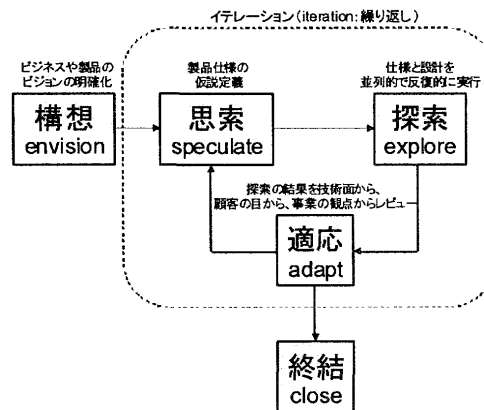 イテレーション(iteration:繰り返し)
ビジネスや製品の
ビジョンの明確化
構想
envision
製品仕様の
仮説定義
思索
speculate
仕様と設計を
並列的で反復的に実行
探索
explore
探索の結果を技術面から、
顧客の目から、事業の観点からレビュー
適応
adapt
終結
close